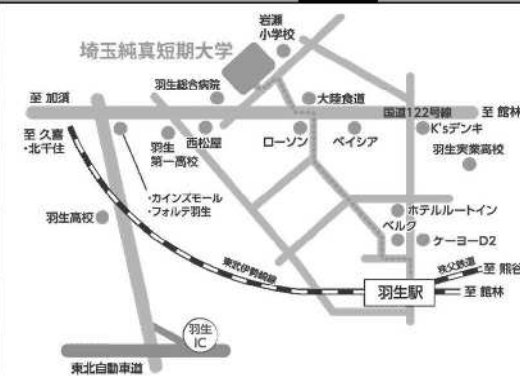 岩瀬
小学校
埼玉純真短期大学
羽生総合病院
大陸食道
至 加須
国道122号線
至 館林
至 久喜
・北千住
羽生
第一高校
西松屋
ローソン
ベイシア
K'sデンキ
羽生実業高校
・カインズモール
・フォルテ羽生
羽生高校
ホテルルートイン
ベルク
ケーヨーD2
東武伊勢崎線
秩父鉄道
至 熊谷
羽生駅
至 館林
羽生
IC
東北自動車道